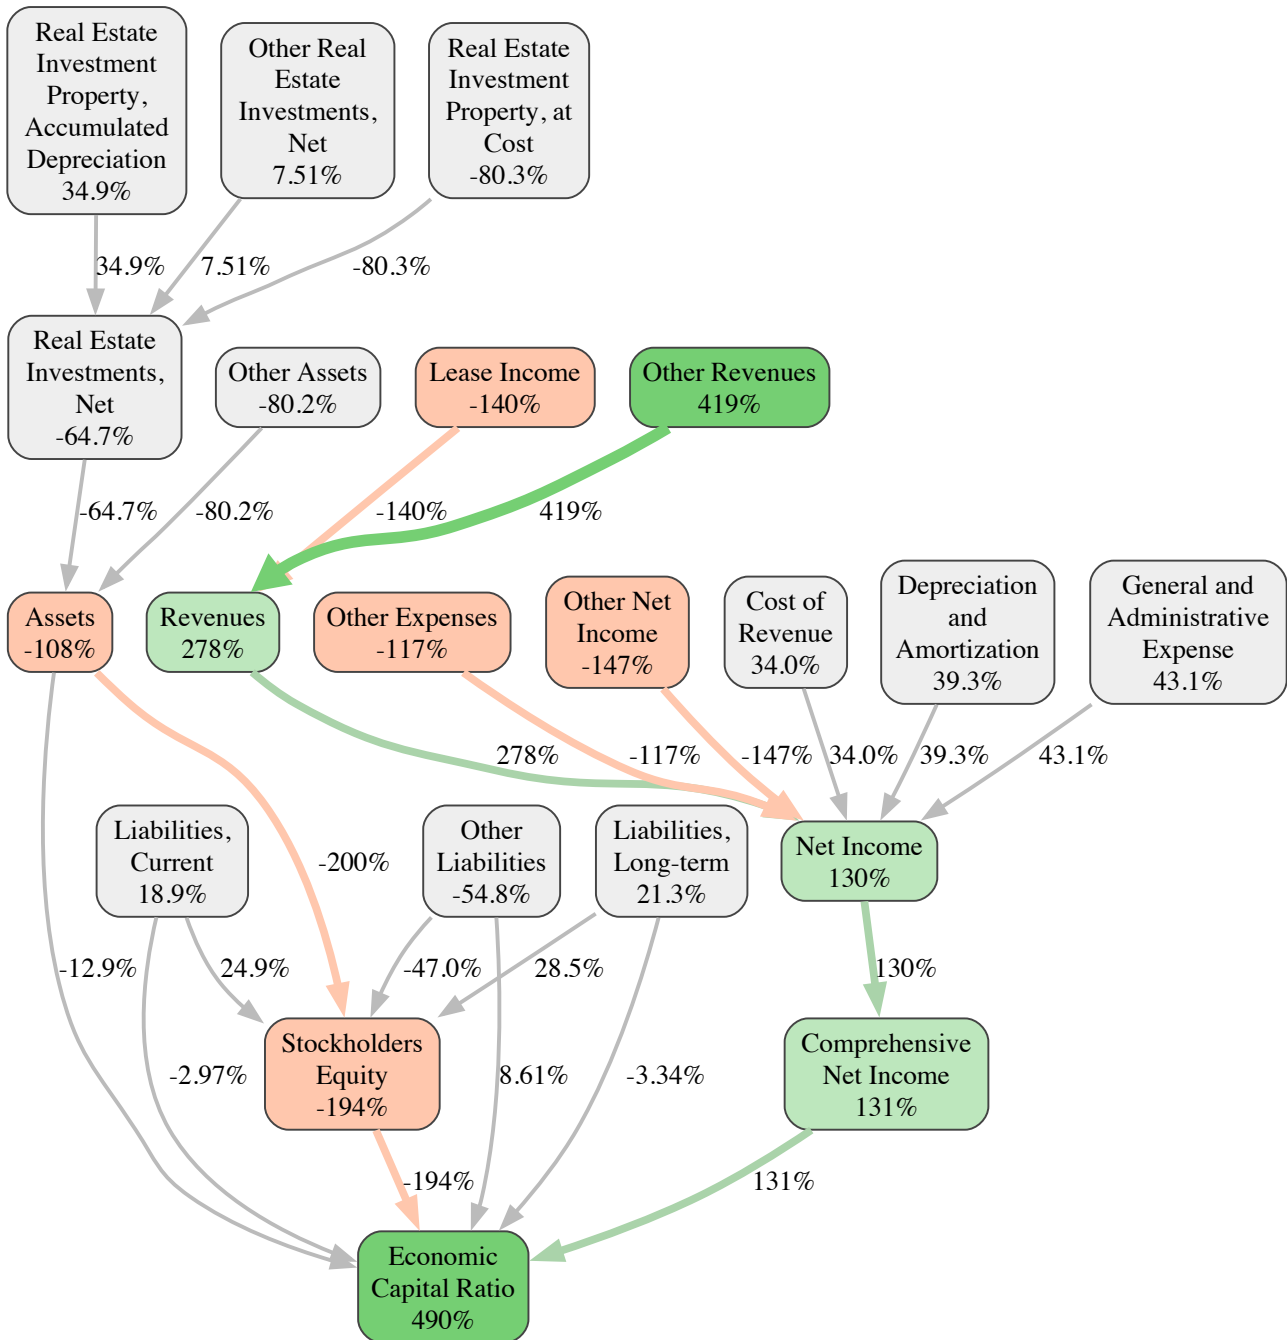 Real Estate
Investment
Property,
Accumulated
Depreciation
34.9%
Other Real
Estate
Investments,
Net
7.51%
Real Estate
Investment
Property, at
Cost
-80.3%
34.9%
7.51%
-80.3%
Real Estate
Investments,
Net
-64.7%
Other Assets
-80.2%
Lease Income
-140%
Other Revenues
419%
-64.7%
-80.2%
-140%
419%
Assets
-108%
Revenues
278%
Other Expenses
-117%
Other Net
Income
-147%
Cost of
Revenue
34.0%
Depreciation
and
Amortization
39.3%
General and
Administrative
Expense
43.1%
278%
-117%
-147%
34.0%
39.3%
43.1%
Liabilities,
Current
18.9%
-200%
Other
Liabilities
-54.8%
Liabilities,
Long-term
21.3%
Net Income
130%
-12.9%
24.9%
-47.0%
28.5%
130%
-2.97%
Stockholders
Equity
-194%
8.61%
-3.34%
Comprehensive
Net Income
131%
-194%
131%
Economic
Capital Ratio
490%